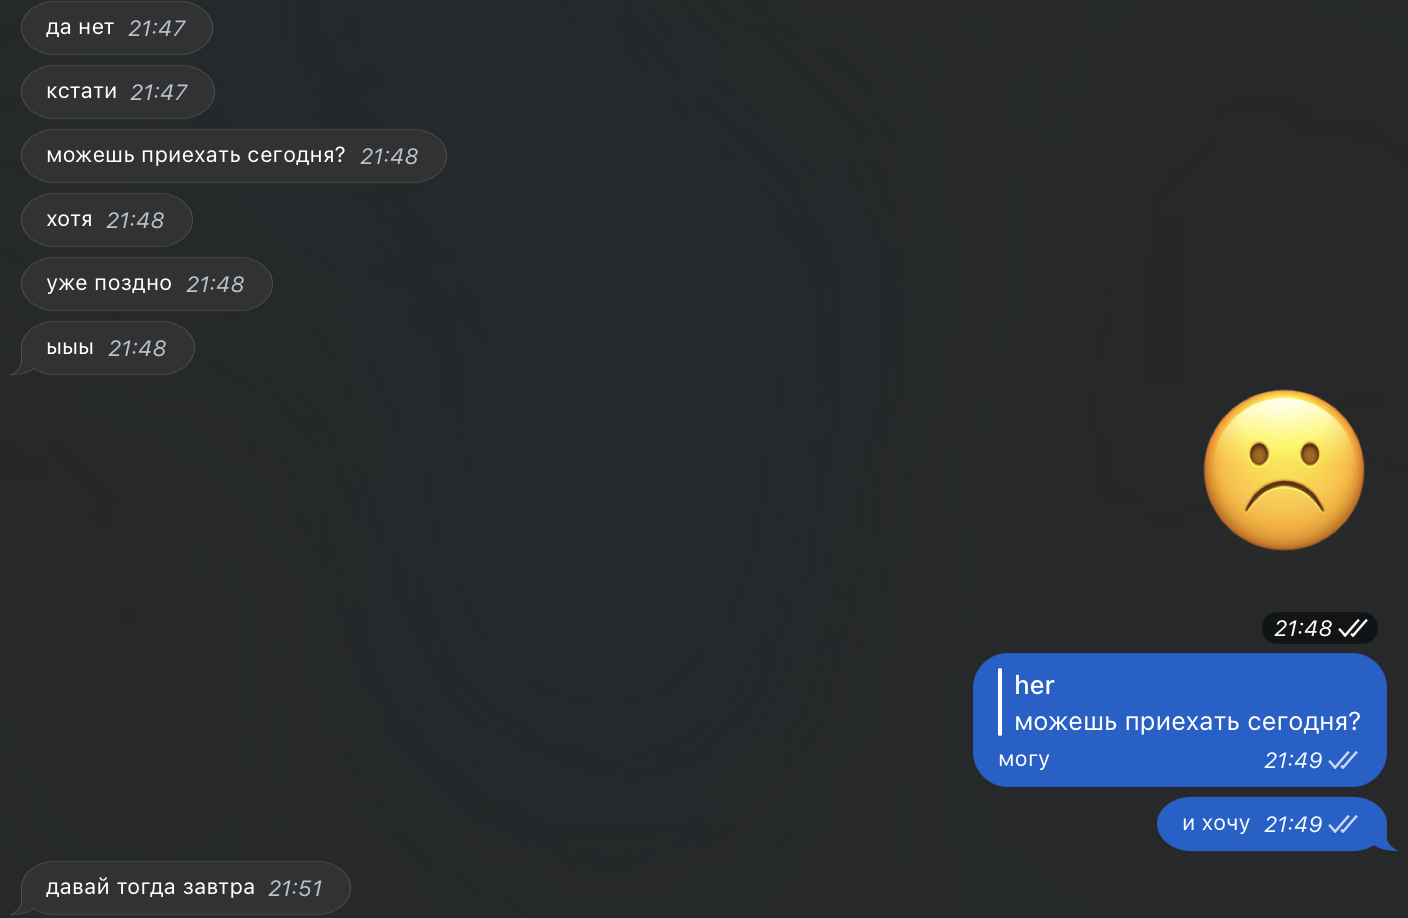 да нет 21:47
кстати 21:47
можешь приехать сегодня? 21:48
хотя 21:48
уже поздно 21:48
ыыы 21:48
21:48
her
можешь приехать сегодня?
могу 21:49
и хочу 21:49
давай тогда завтра 21:51